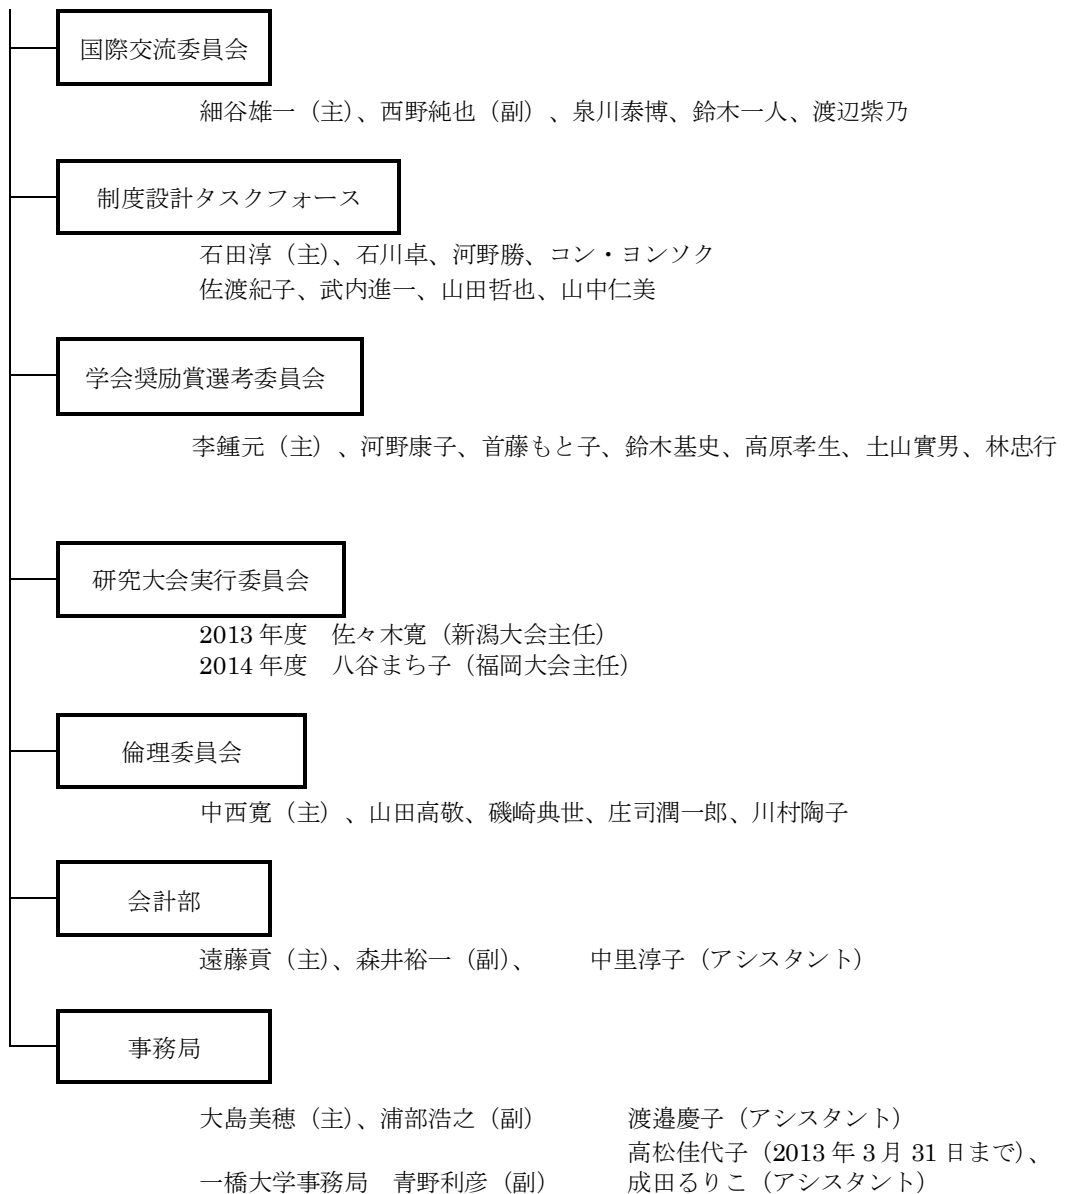 国際交流委員会
細谷雄一（主）、西野純也（副）、泉川泰博、鈴木一人、渡辺紫乃
制度設計タスクフォース
石田淳（主）、石川卓、河野勝、コン・ヨンソク
佐渡紀子、武内進一、山田哲也、山中仁美
学会奨励賞選考委員会
李鍾元（主）、河野康子、首藤もと子、鈴木基史、高原孝生、土山實男、林忠行
研究大会実行委員会
2013 年度　佐々木寛（新潟大会主任）
2014 年度　八谷まち子（福岡大会主任）
倫理委員会
中西寛（主）、山田高敬、磯崎典世、庄司潤一郎、川村陶子
会計部
遠藤貢（主）、森井裕一（副）、　　中里淳子（アシスタント）
事務局
大島美穂（主）、浦部浩之（副）　　　渡邉慶子（アシスタント）
高松佳代子（2013 年 3 月 31 日まで）、
一橋大学事務局　青野利彦（副）　　　成田るりこ（アシスタント）